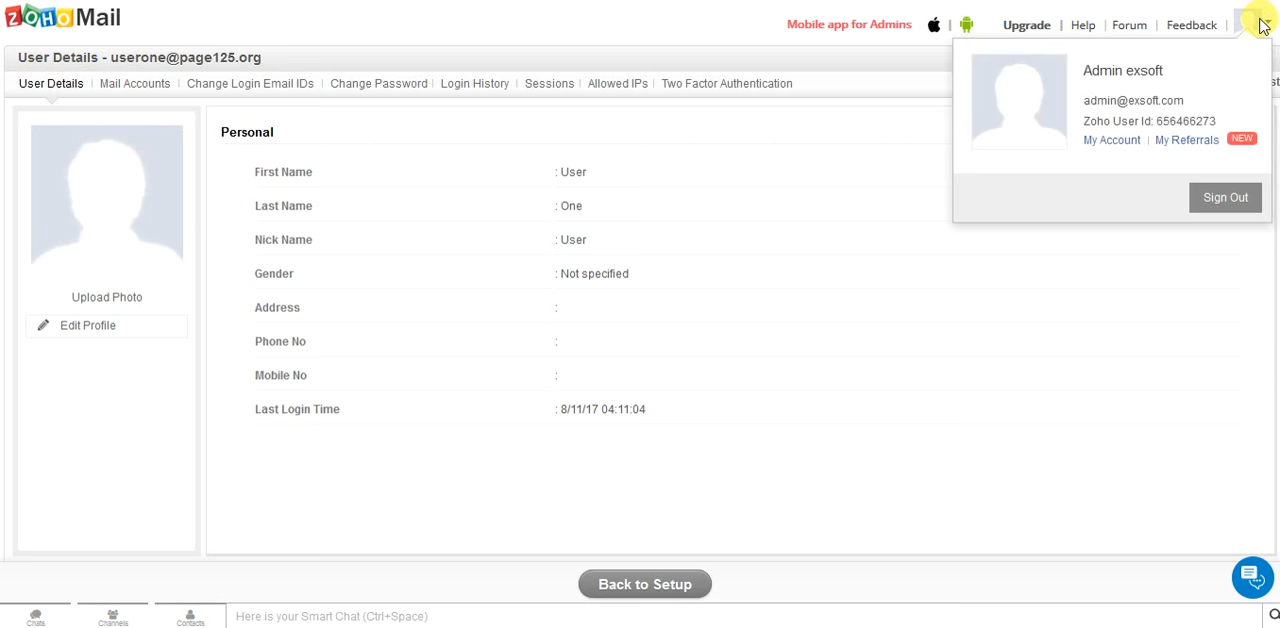 ZOHO Mail
Mobile app for Admins | Upgrade | Help | Forum | Feedback |
User Details - userone@page125.org
User Details | Mail Accounts | Change Login Email IDs | Change Password | Login History | Sessions | Allowed IPs | Two Factor Authentication
Admin exsoft
admin@exsoft.com
Zoho User Id: 656466273
My Account | My Referrals NEW
Sign Out
Upload Photo
Edit Profile
Personal
First Name : User
Last Name : One
Nick Name : User
Gender : Not specified
Address :
Phone No :
Mobile No :
Last Login Time : 8/11/17 04:11:04
Back to Setup
Chats Channels Contacts Here is your Smart Chat (Ctrl+Space)